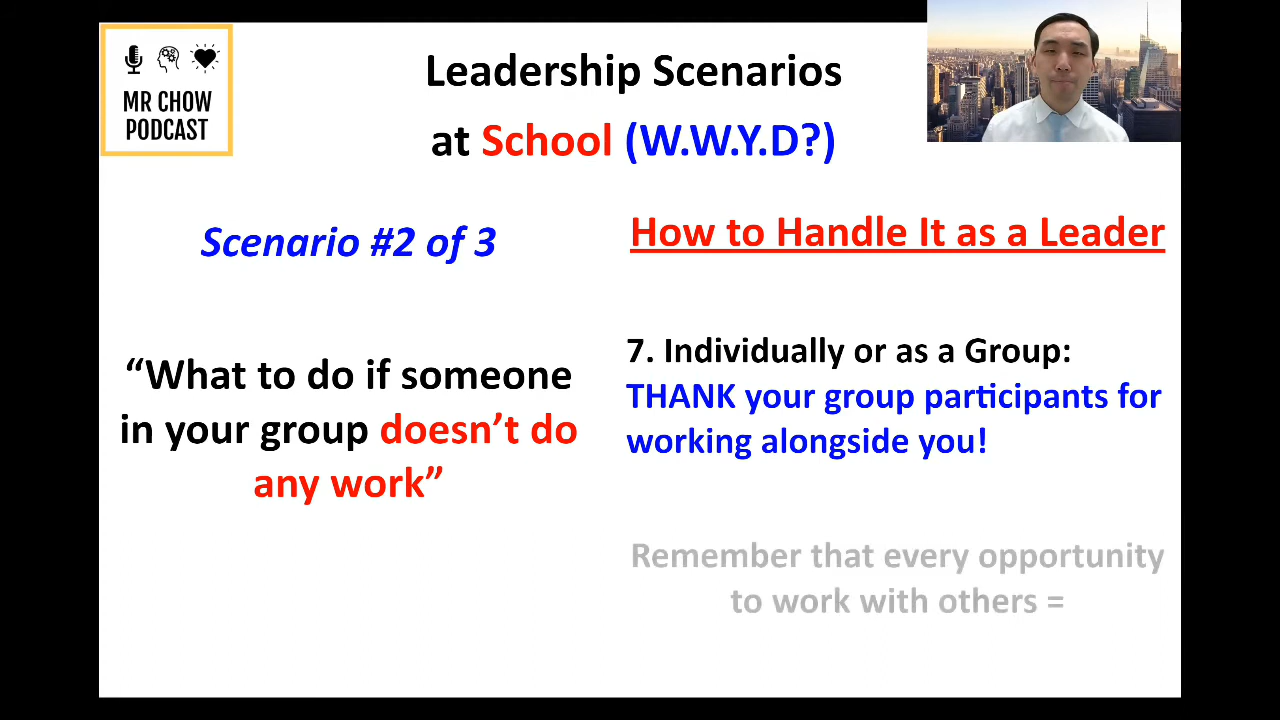 MR CHOW
PODCAST
Leadership Scenarios
at School (W.W.Y.D?)
Scenario #2 of 3
“What to do if someone
in your group doesn’t do
any work”
How to Handle It as a Leader
7. Individually or as a Group:
THANK your group participants for
working alongside you!
Remember that every opportunity
to work with others =